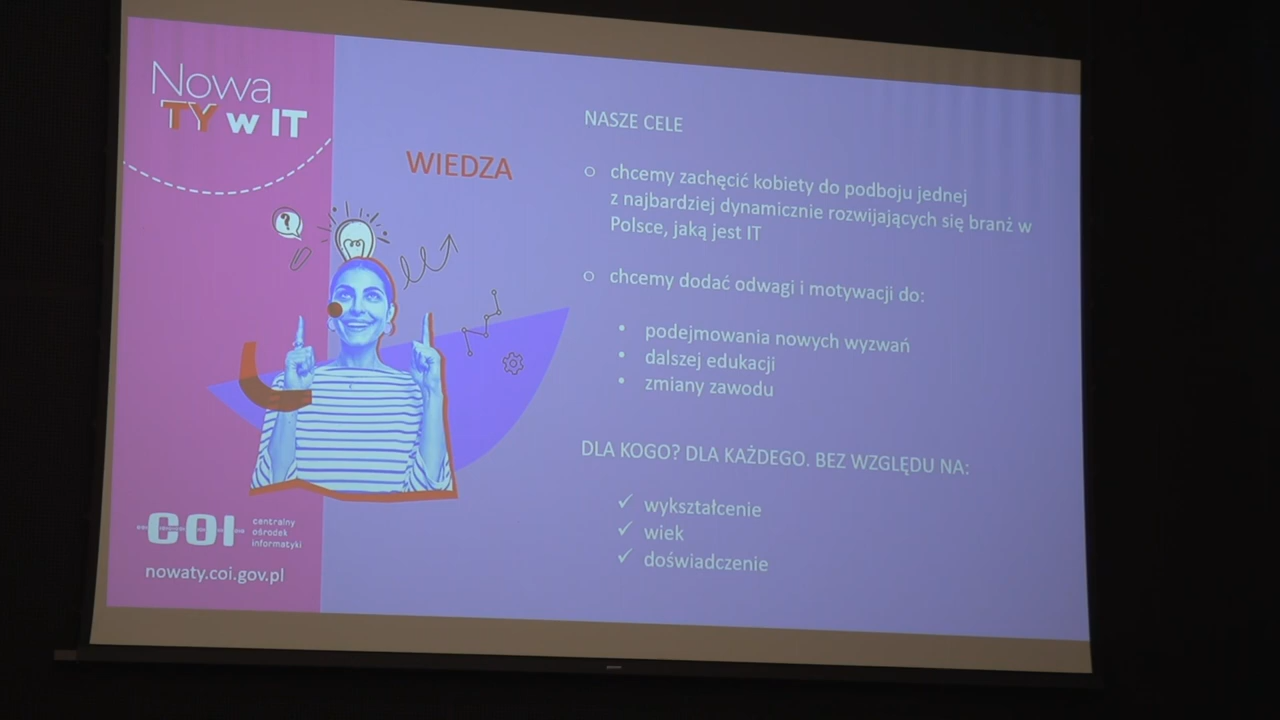 Nowa
TY w IT
WIEDZA
?
NASZE CELE
o chcemy zachęcić kobiety do podboju jednej
z najbardziej dynamicznie rozwijających się branż w
Polsce, jaką jest IT
o chcemy dodać odwagi i motywacji do:
• podejmowania nowych wyzwań
• dalszej edukacji
• zmiany zawodu
DLA KOGO? DLA KAŻDEGO. BEZ WZGLĘDU NA:
✓ wykształcenie
✓ wiek
✓ doświadczenie
COI
centralny
ośrodek
informatyki
nowaty.coi.gov.pl